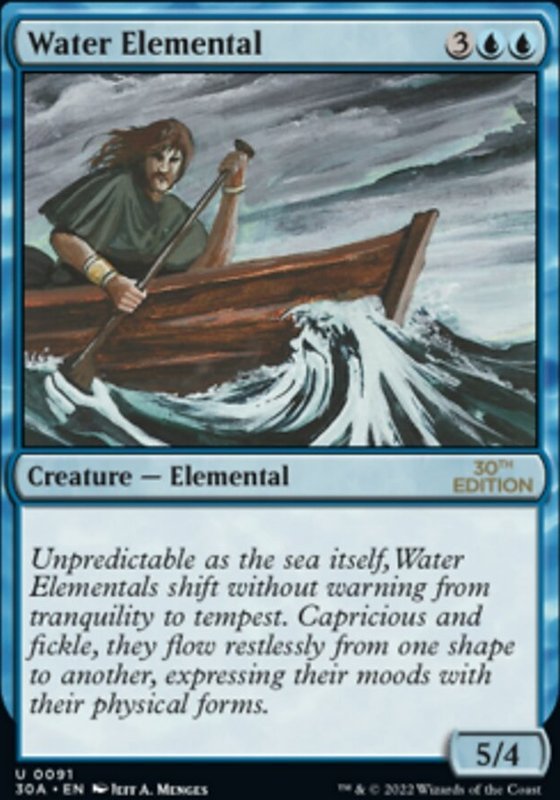 Water Elemental
3
30TH
EDITION
Creature — Elemental
Unpredictable as the sea itself, Water
Elementals shift without warning from
tranquility to tempest. Capricious and
fickle, they flow restlessly from one shape
to another, expressing their moods with
their physical forms.
5/4
U 0091
30A • EN Jeff A. Menges
™ & © 2022 Wizards of the Coast